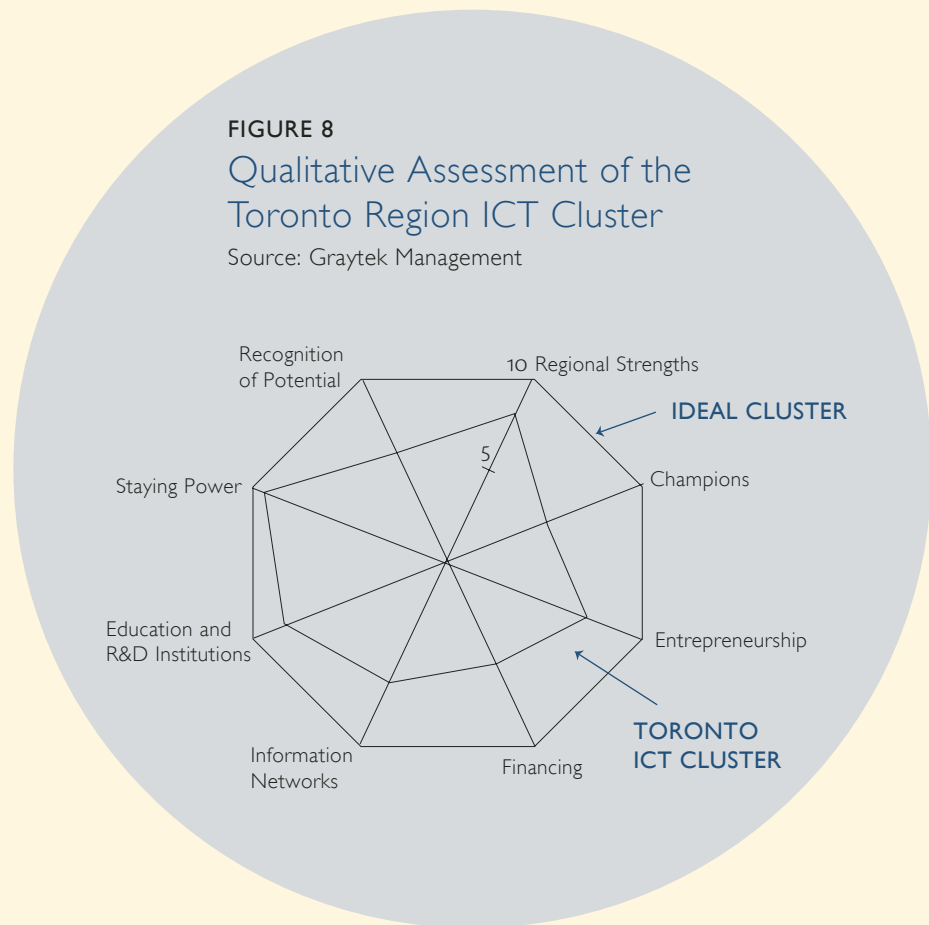 FIGURE 8
Qualitative Assessment of the
Toronto Region ICT Cluster
Source: Graytek Management
Recognition
of Potential
10 Regional Strengths
IDEAL CLUSTER
5
Staying Power
Champions
Education and
R&D Institutions
Entrepreneurship
TORONTO
ICT CLUSTER
Information
Networks
Financing